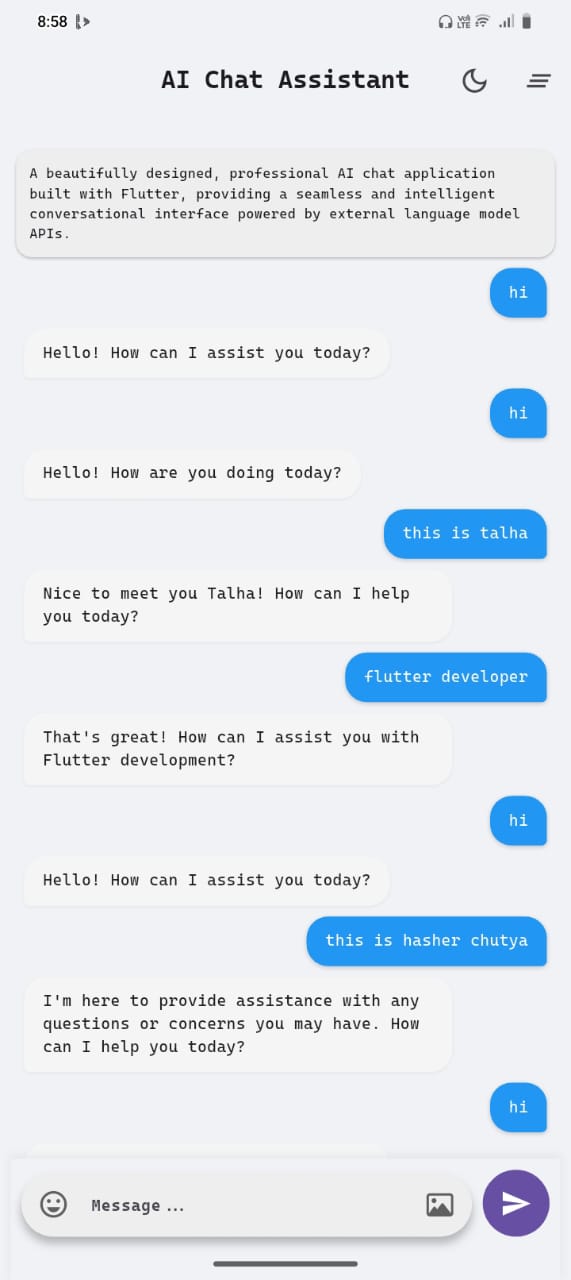 8:58
Vo)) LTE
AI Chat Assistant
A beautifully designed, professional AI chat application
built with Flutter, providing a seamless and intelligent
conversational interface powered by external language model
APIs.
hi
Hello! How can I assist you today?
hi
Hello! How are you doing today?
this is talha
Nice to meet you Talha! How can I help
you today?
flutter developer
That's great! How can I assist you with
Flutter development?
hi
Hello! How can I assist you today?
this is hasher chutya
I'm here to provide assistance with any
questions or concerns you may have. How
can I help you today?
hi
Message ...